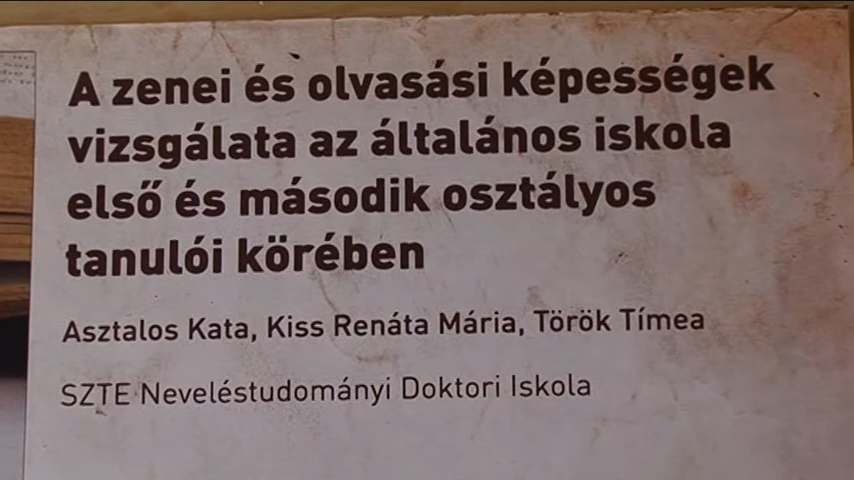 A zenei és olvasási képességek
vizsgálata az általános iskola
első és második osztályos
tanulói körében
Asztalos Kata, Kiss Renáta Mária, Török Tímea
SZTE Neveléstudományi Doktori Iskola